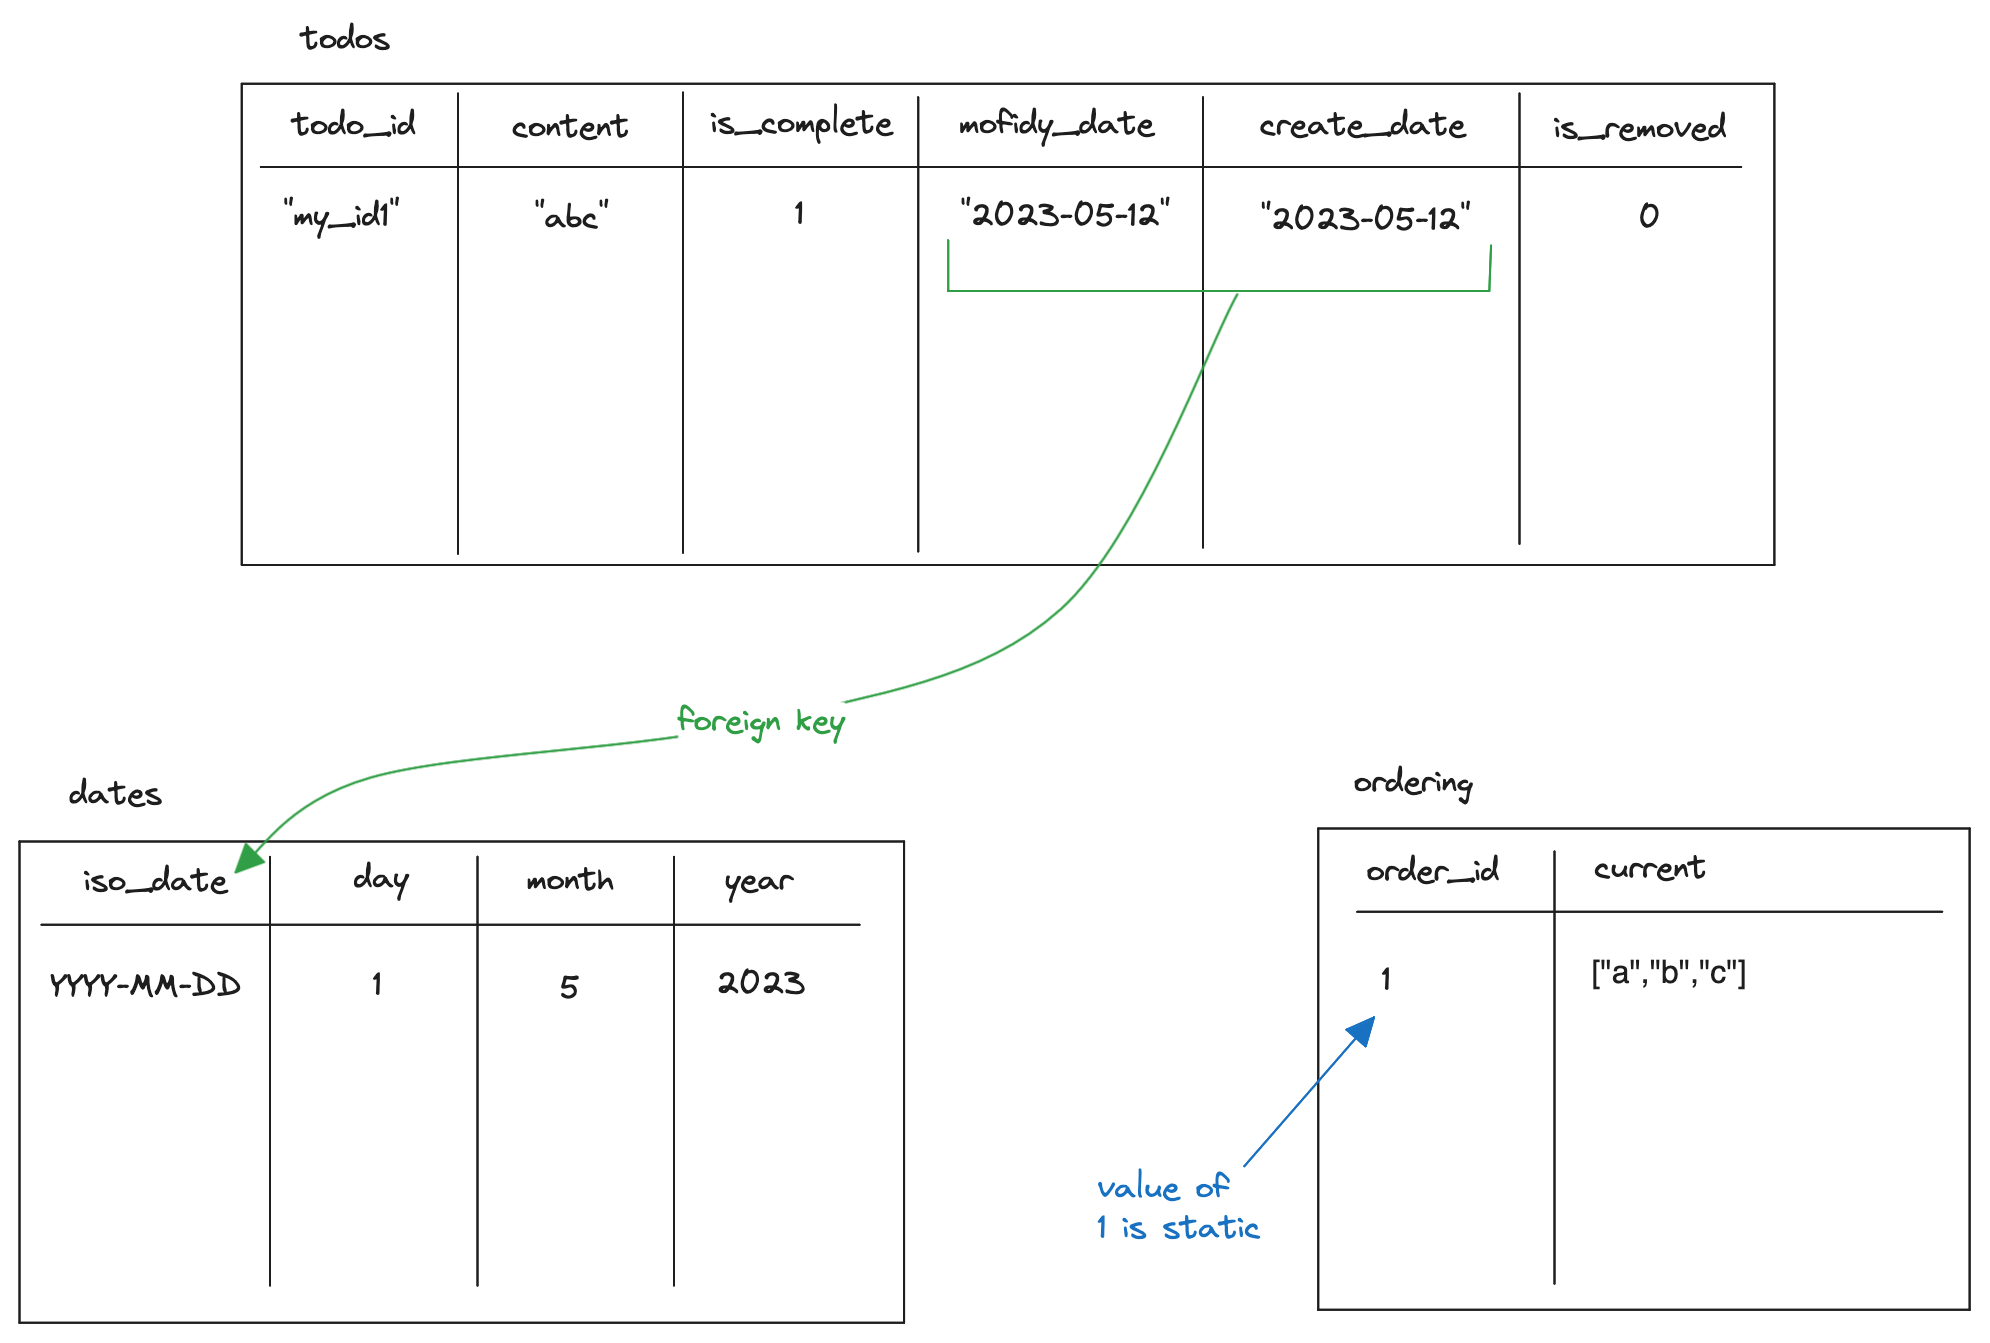 todos
todo_id content is_complete mofidy_date create_date is_removed
"my_id1" "abc" 1 "2023-05-12" "2023-05-12" 0
foreign key
dates
iso_date day month year
YYYY-MM-DD 1 5 2023
ordering
order_id current
1 ["a","b","c"]
value of
1 is static